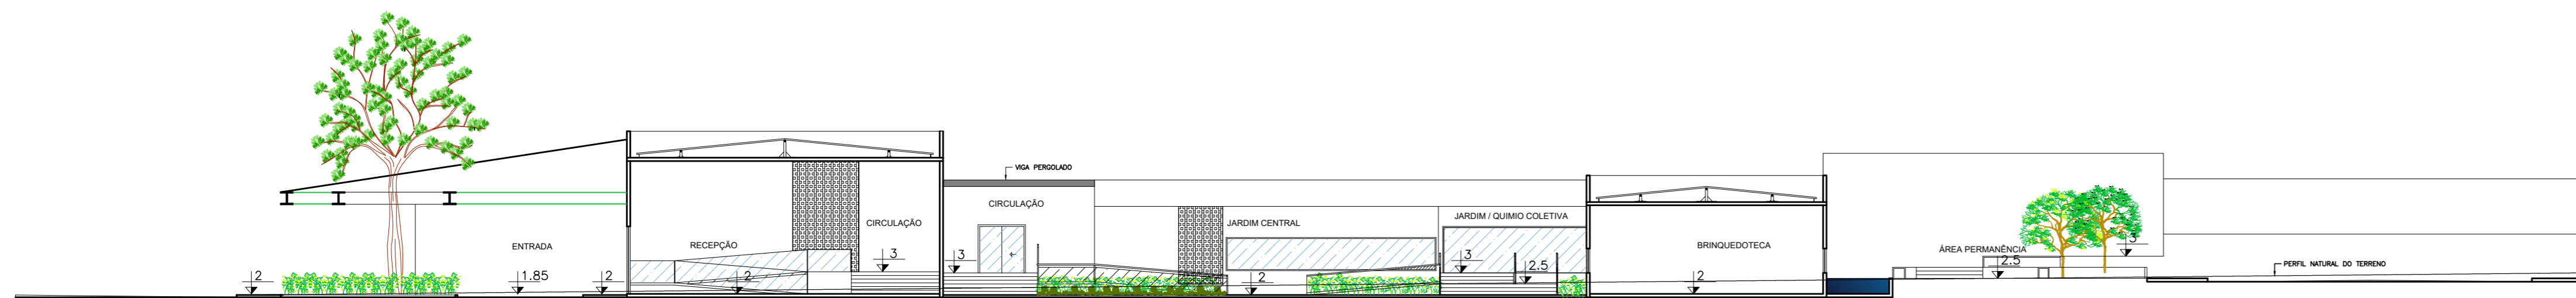 VIGA PERGOLADO
CIRCULAÇÃO
JARDIM / QUIMIO COLETIVA
CIRCULAÇÃO
JARDIM CENTRAL
ENTRADA
RECEPÇÃO
BRINQUEDOTECA
ÁREA PERMANÊNCIA
3
3
3
3
2.5
2.5
PERFIL NATURAL DO TERRENO
2
1.85
2
2
2
2